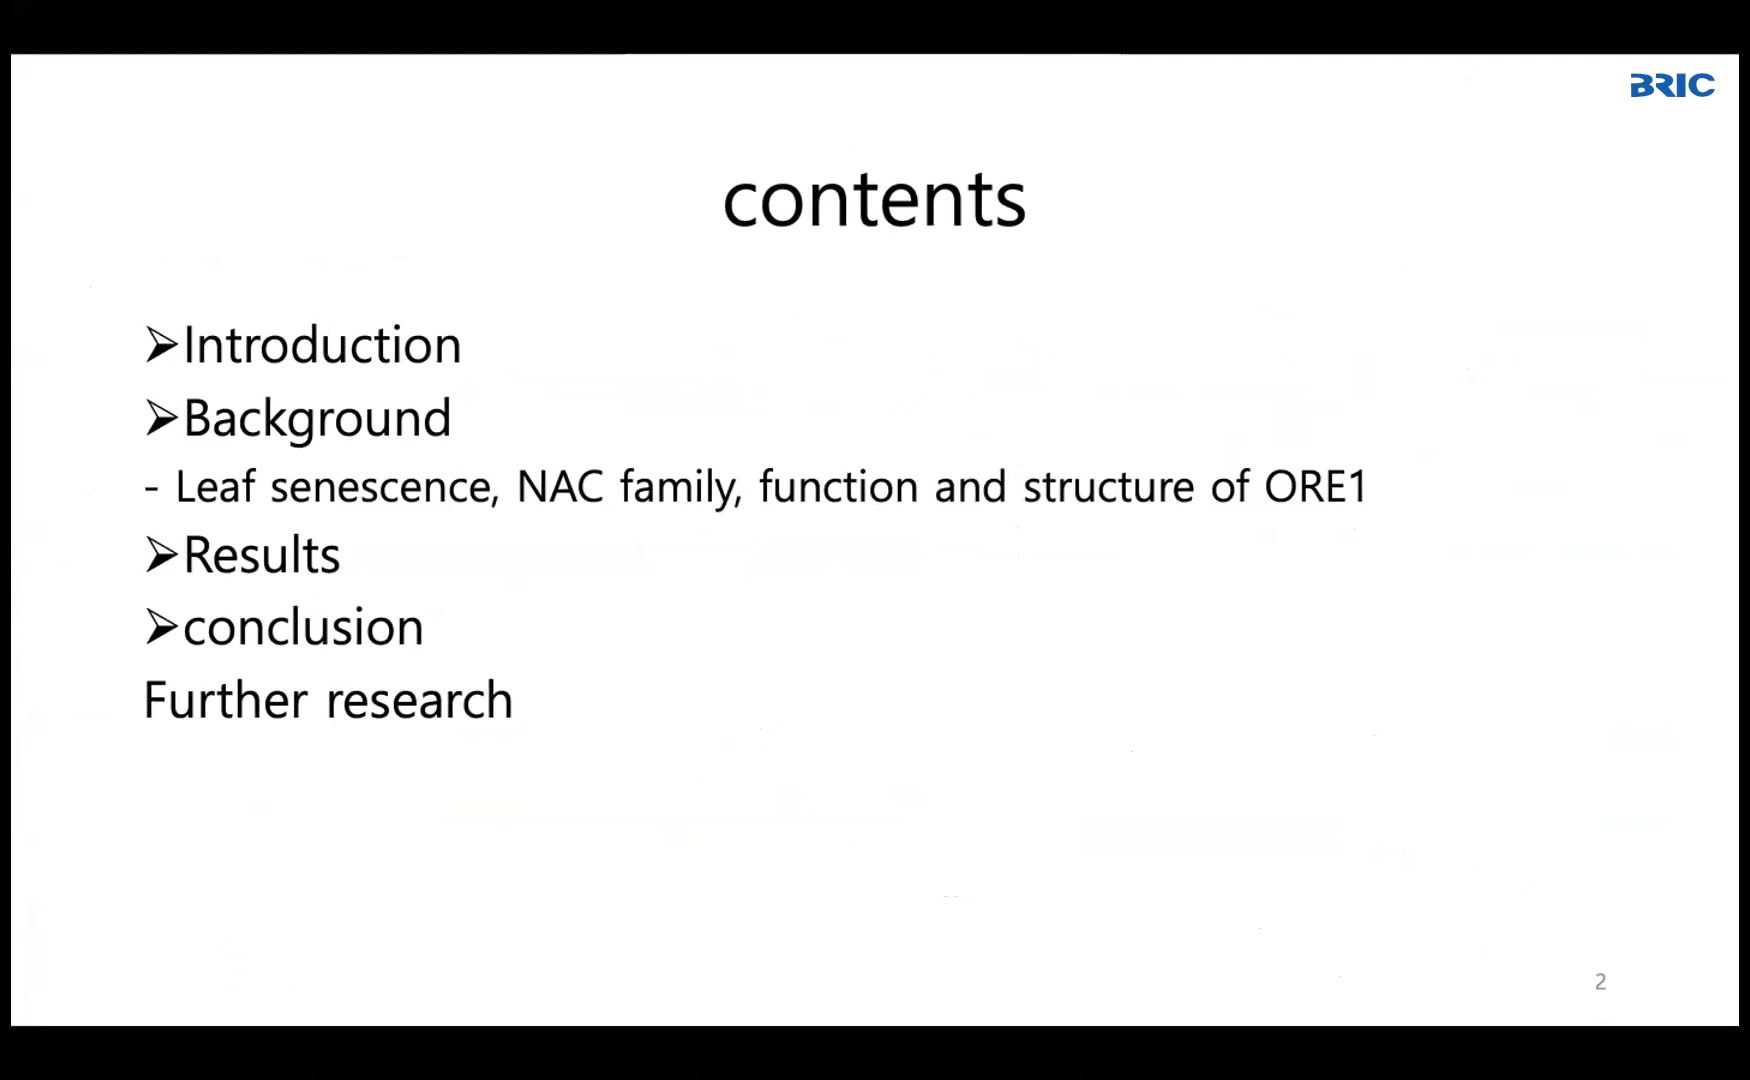 BRIC
contents
➢Introduction
➢Background
- Leaf senescence, NAC family, function and structure of ORE1
➢Results
➢conclusion
Further research
2